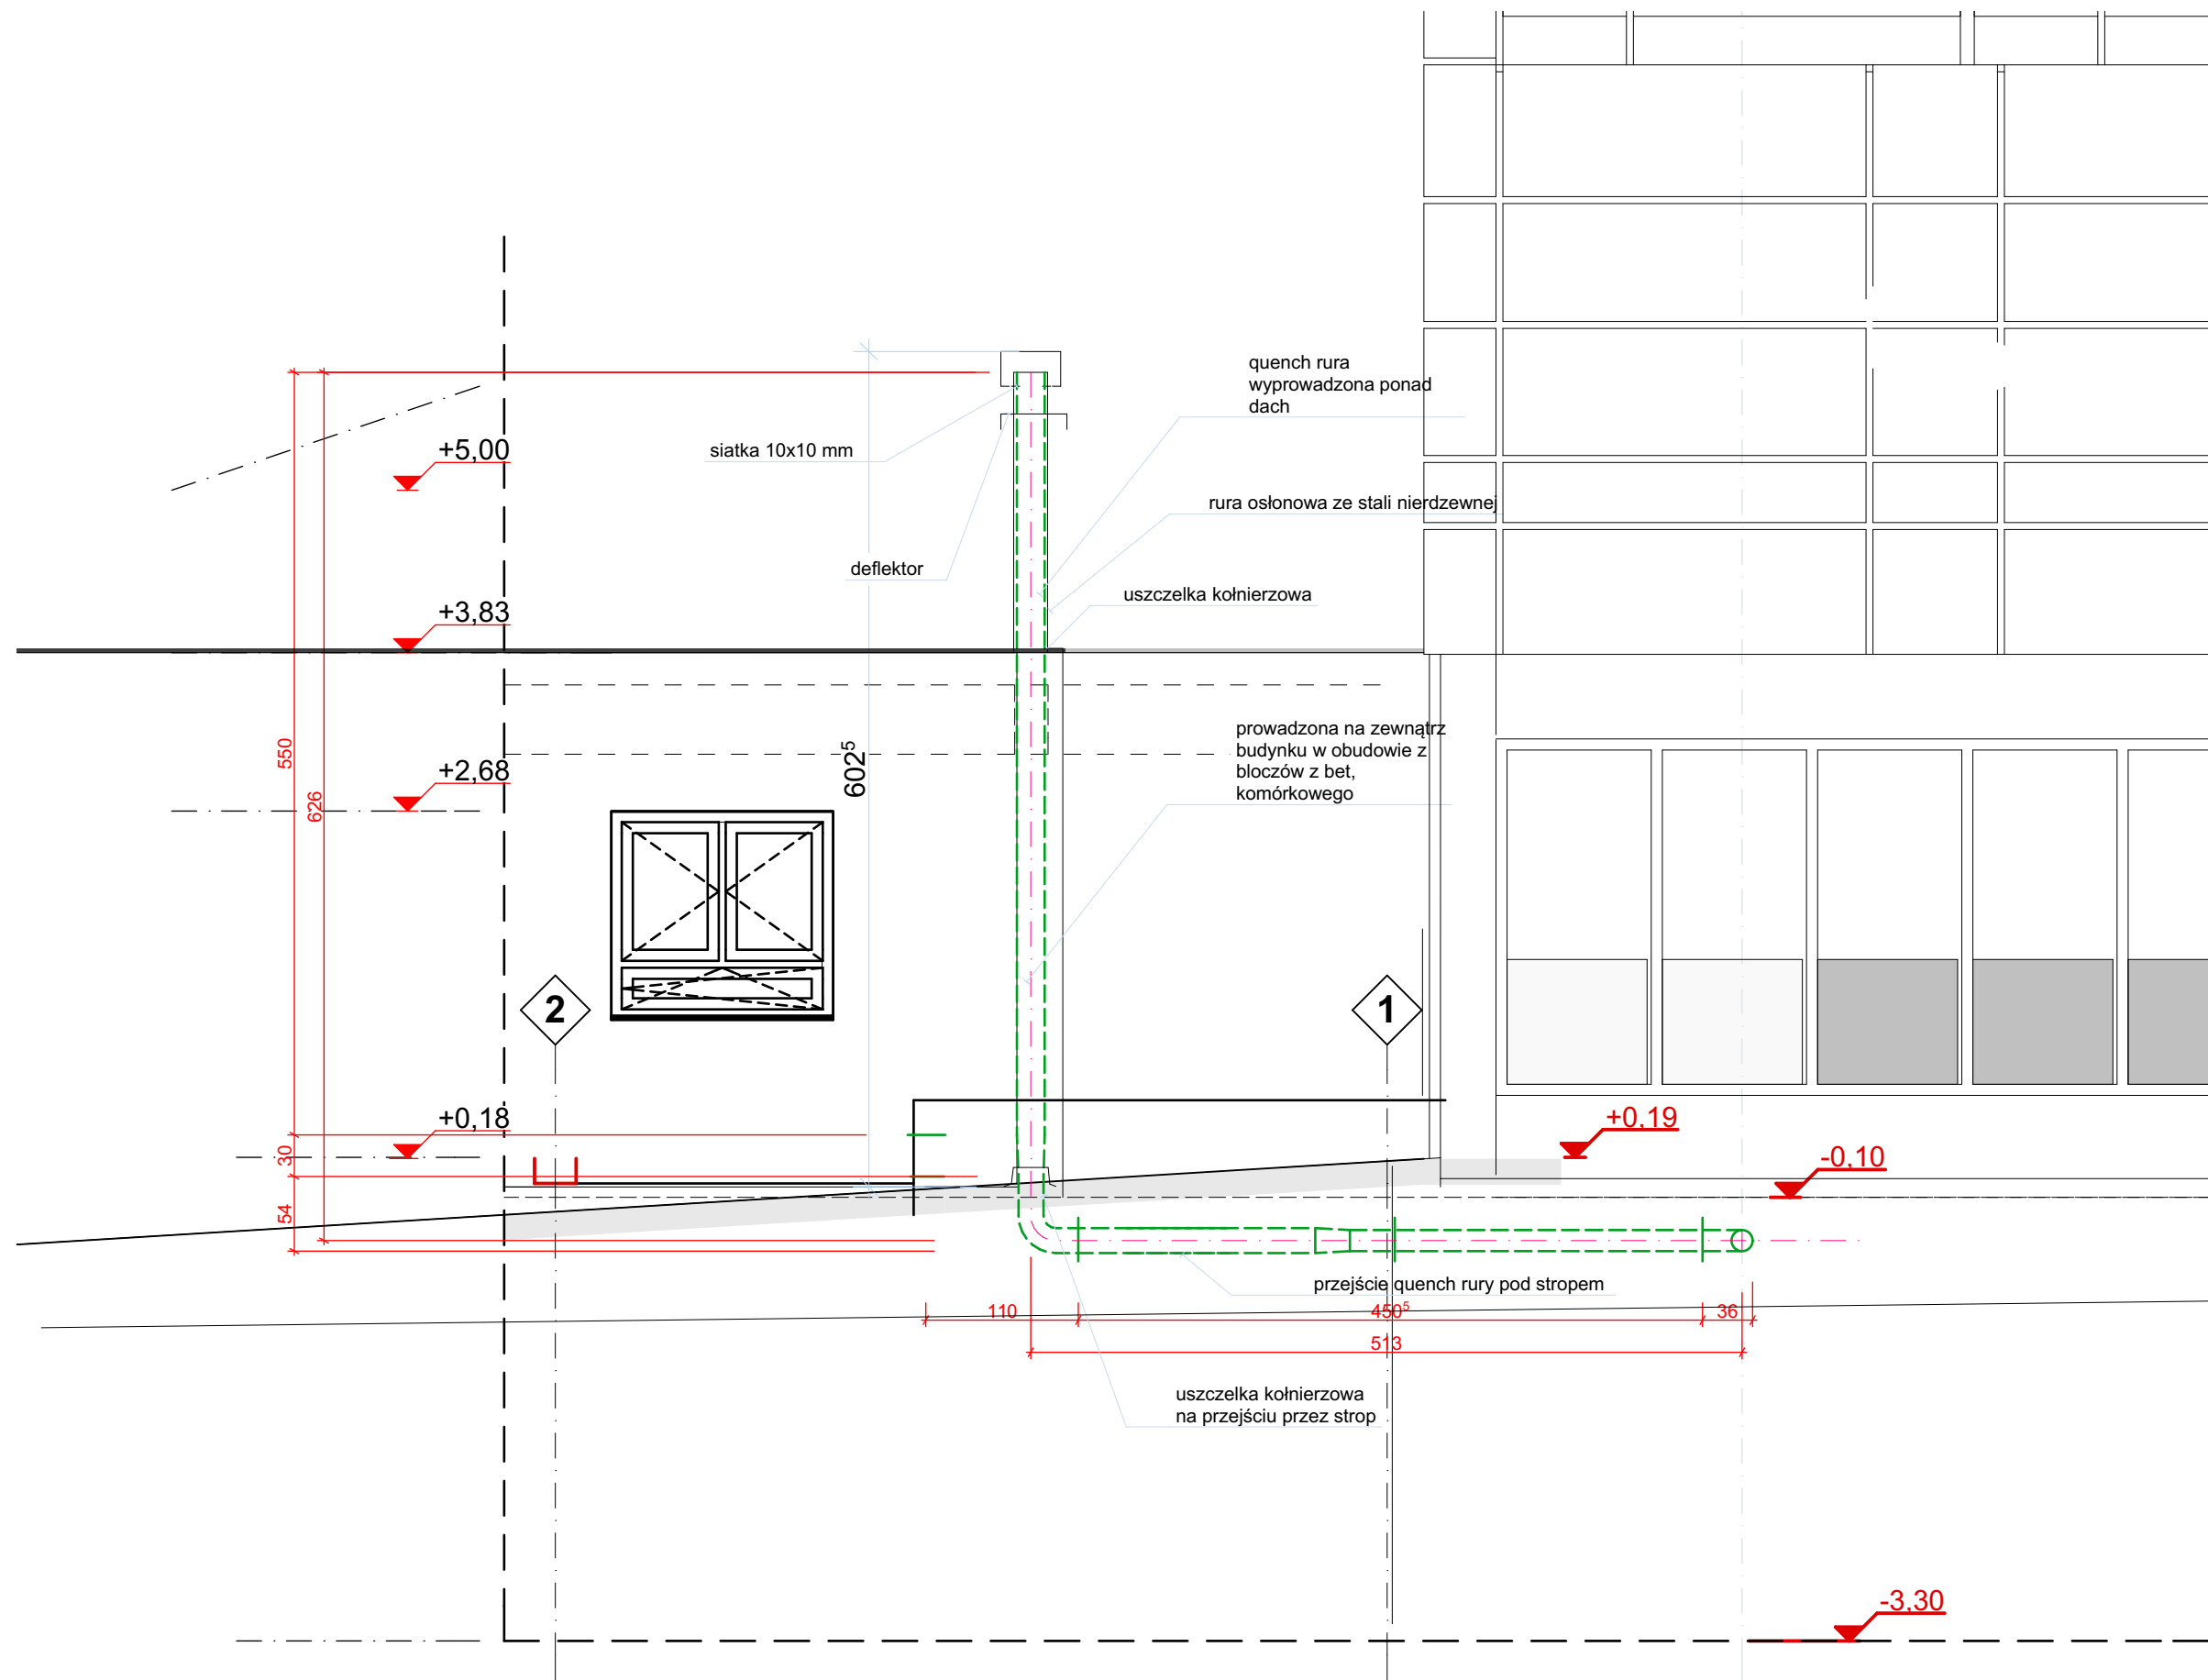 quench rura
wyprowadzona ponad
dach
+5,00
siatka 10x10 mm
rura osłonowa ze stali nierdzewnej
deflektor
uszczelka kołnierzowa
+3,83
prowadzona na zewnątrz
budynku w obudowie z
bloczów z bet,
komórkowego
550
602⁵
+2,68
626
2
1
+0,18
+0,19
30
-0,10
54
przejście quench rury pod stropem
110
450⁵
36
513
uszczelka kołnierzowa
na przejściu przez strop
-3,30